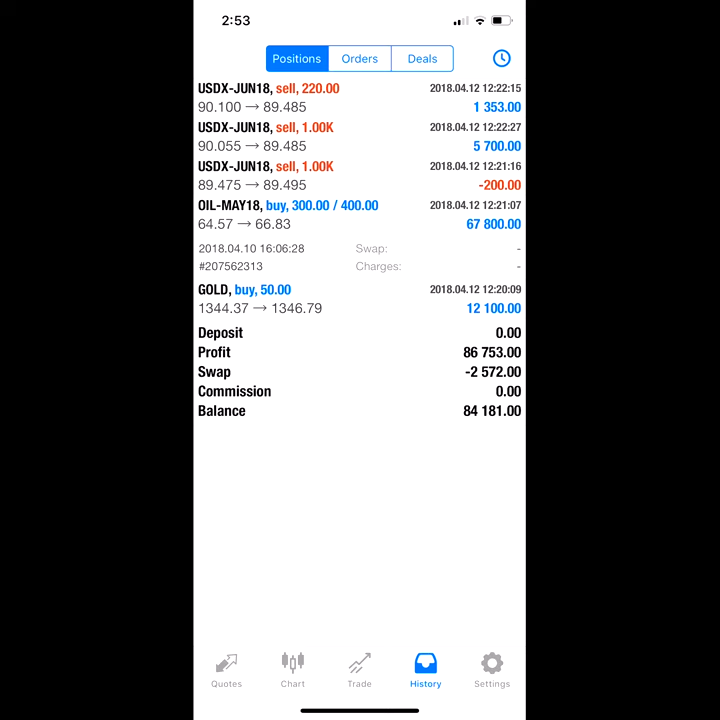 2:53
Positions Orders Deals
USDX-JUN18, sell, 220.00 2018.04.12 12:22:15
90.100 → 89.485 1 353.00
USDX-JUN18, sell, 1.00K 2018.04.12 12:22:27
90.055 → 89.485 5 700.00
USDX-JUN18, sell, 1.00K 2018.04.12 12:21:16
89.475 → 89.495 -200.00
OIL-MAY18, buy, 300.00 / 400.00 2018.04.12 12:21:07
64.57 → 66.83 67 800.00
2018.04.10 16:06:28 Swap: -
#207562313 Charges: -
GOLD, buy, 50.00 2018.04.12 12:20:09
1344.37 → 1346.79 12 100.00
Deposit 0.00
Profit 86 753.00
Swap -2 572.00
Commission 0.00
Balance 84 181.00
Quotes Chart Trade History Settings